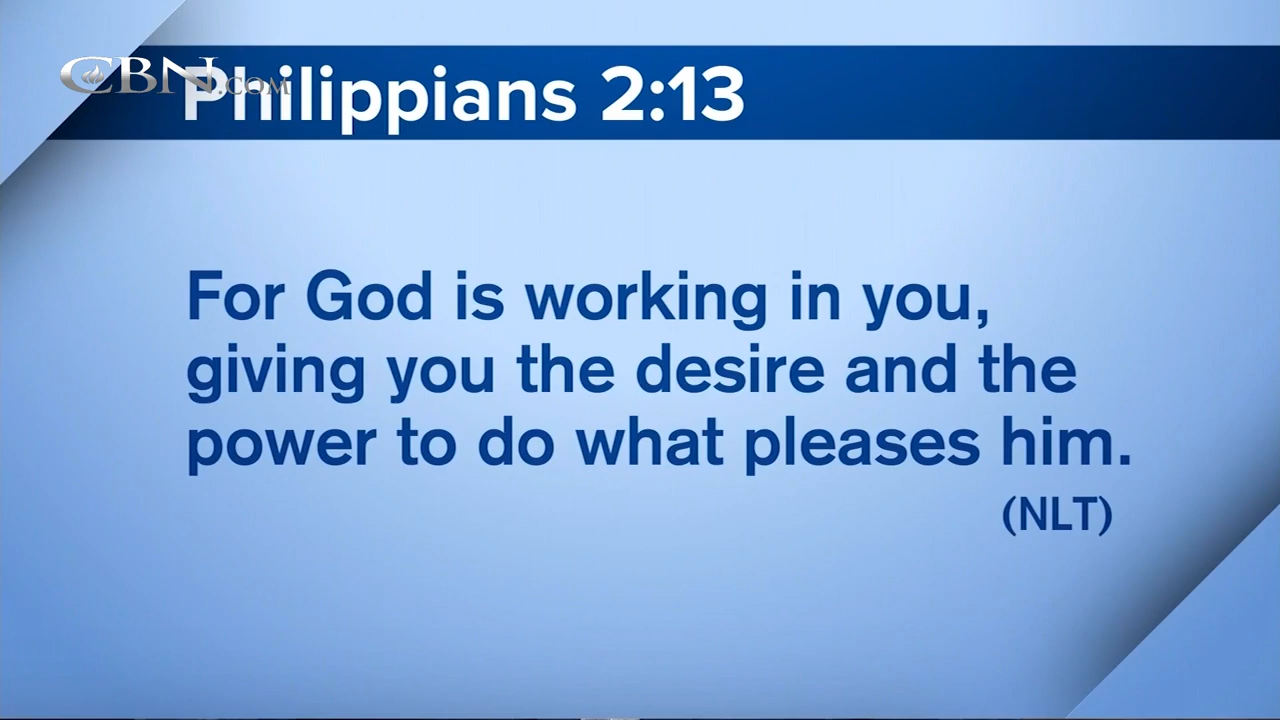 CBN.COM
Philippians 2:13
For God is working in you,
giving you the desire and the
power to do what pleases him.
(NLT)